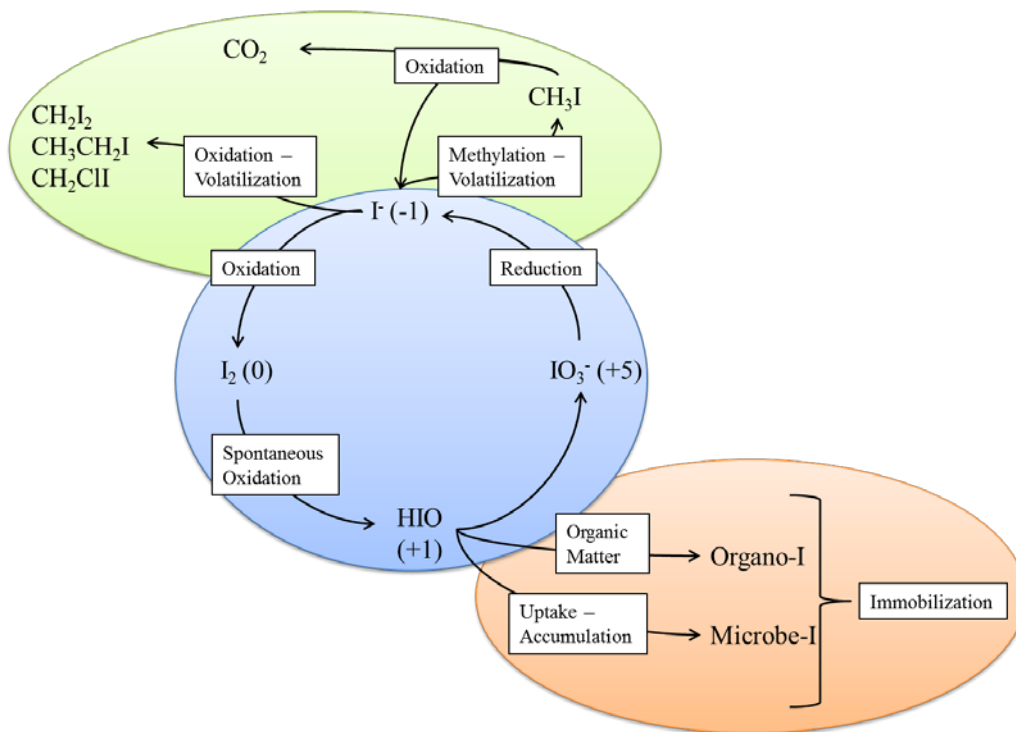 CO₂
Oxidation
CH₃I
CH₂I₂
CH₃CH₂I
CH₂ClI
Oxidation –
Volatilization
Methylation –
Volatilization
I⁻ (-1)
Oxidation
Reduction
I₂ (0)
IO₃⁻ (+5)
Spontaneous
Oxidation
HIO
(+1)
Organic
Matter
Organo-I
Uptake –
Accumulation
Microbe-I
Immobilization